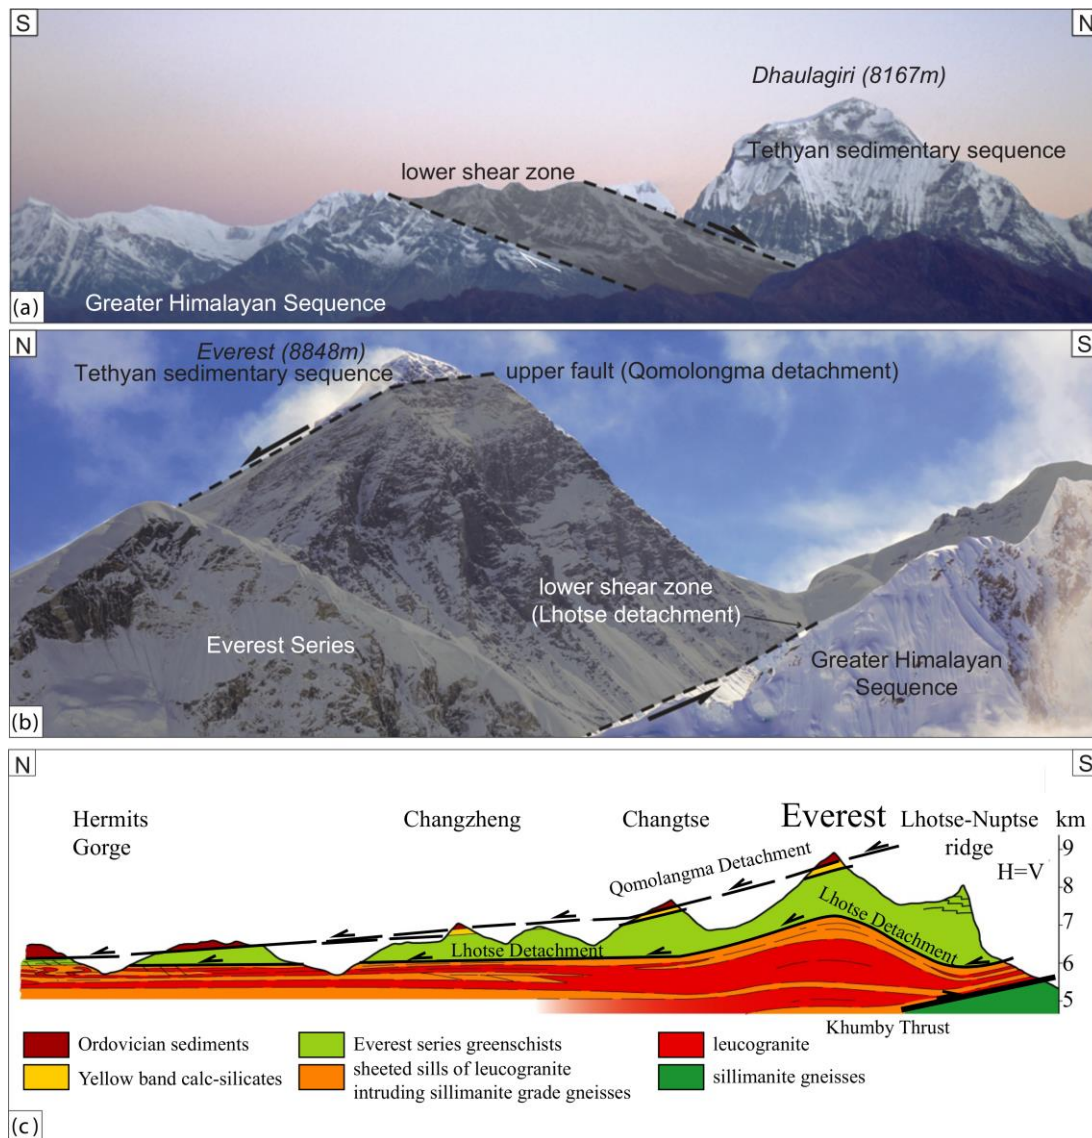 S
N
Dhaulagiri (8167m)
Tethyan sedimentary sequence
lower shear zone
Greater Himalayan Sequence
(a)
N
S
Everest (8848m)
Tethyan sedimentary sequence
upper fault (Qomolongma detachment)
lower shear zone
(Lhotse detachment)
Everest Series
Greater Himalayan
Sequence
(b)
N
S
Hermits
Gorge
Changzheng
Changtse
Everest
Lhotse-Nuptse
ridge
km
9
H=V
8
7
6
5
Qomolangma Detachment
Lhotse Detachment
Lhotse Detachment
Khumby Thrust
Ordovician sediments
Everest series greenschists
leucogranite
Yellow band calc-silicates
sheeted sills of leucogranite
intruding sillimanite grade gneisses
sillimanite gneisses
(c)